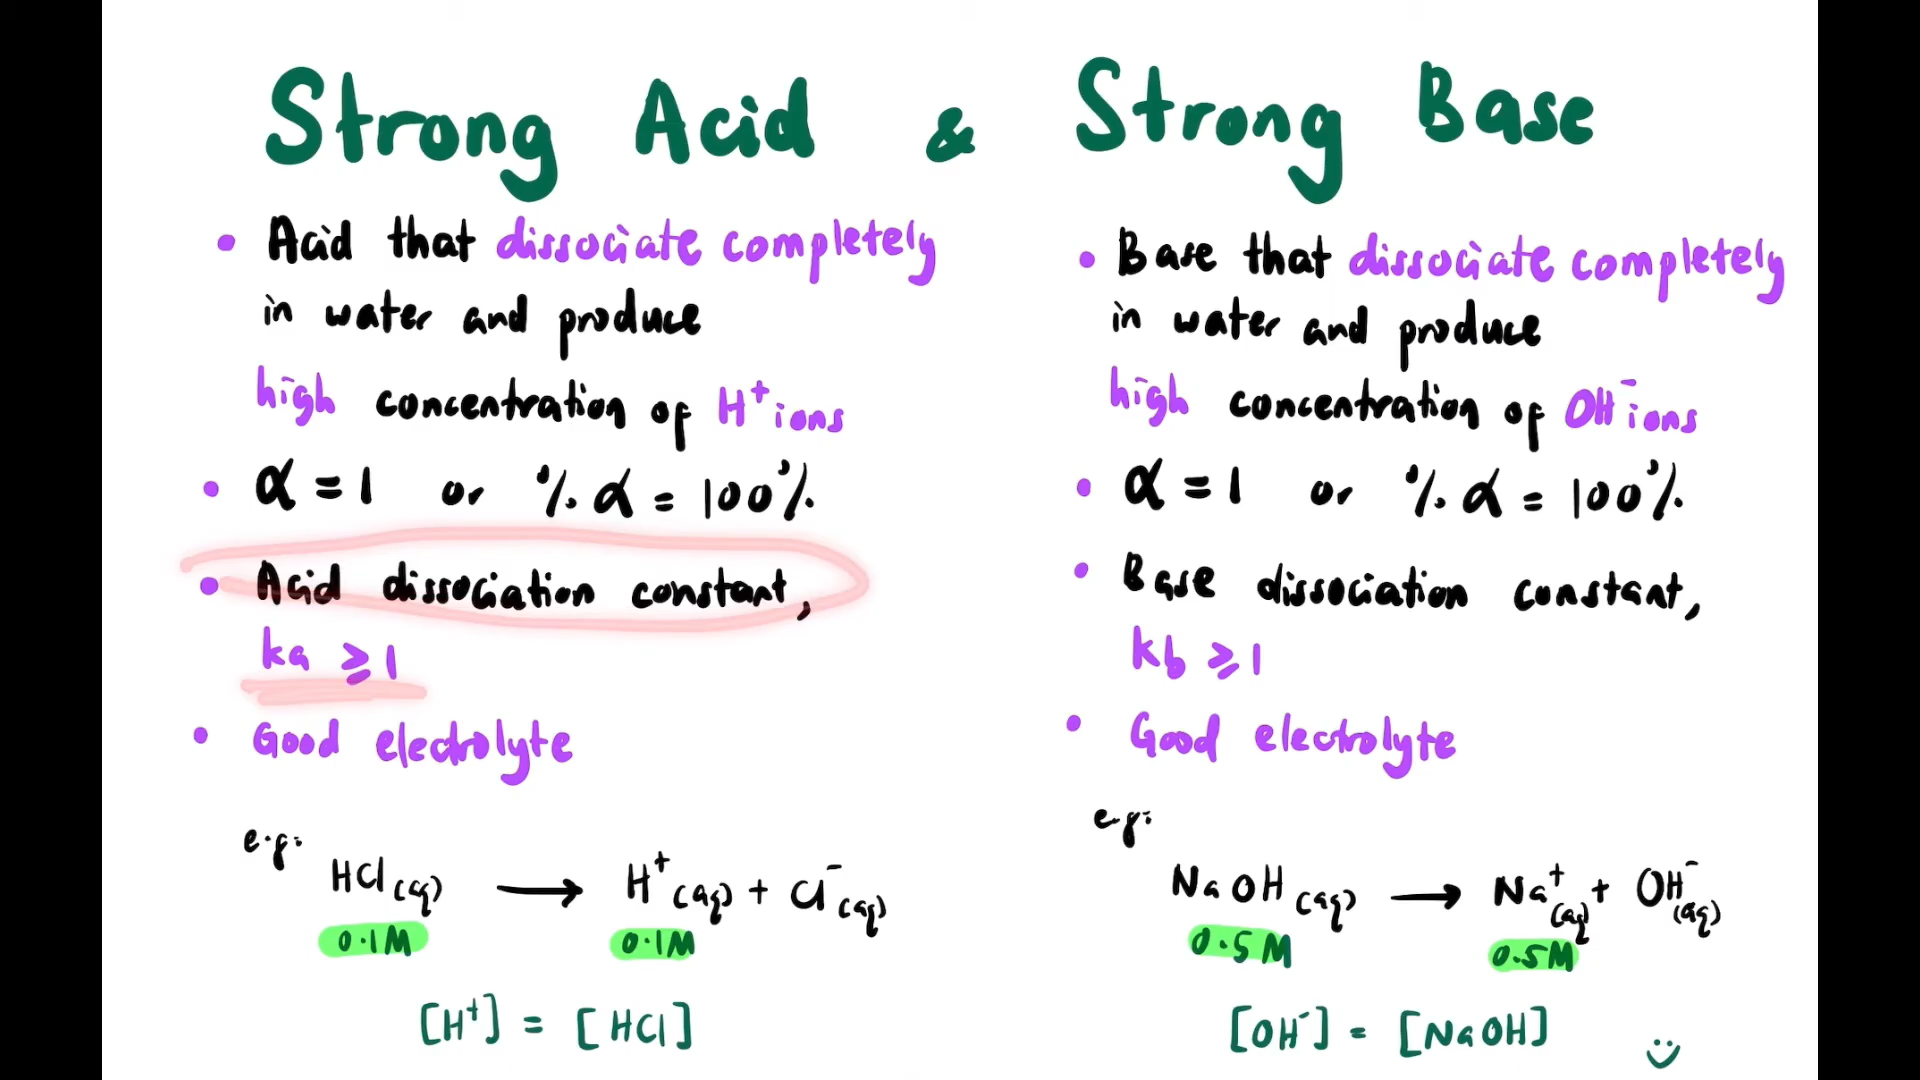 Strong Acid & Strong Base
• Acid that dissociate completely
in water and produce
high concentration of H⁺ ions
• α = 1 or % α = 100%
• Acid dissociation constant,
ka ≥ 1
• Good electrolyte
e.g:
HCl (aq) → H⁺ (aq) + Cl⁻ (aq)
0.1M 0.1M
[H⁺] = [HCl]
• Base that dissociate completely
in water and produce
high concentration of OH⁻ ions
• α = 1 or % α = 100%
• Base dissociation constant,
kb ≥ 1
• Good electrolyte
e.g:
NaOH (aq) → Na⁺ (aq) + OH⁻ (aq)
0.5M 0.5M
[OH⁻] = [NaOH]